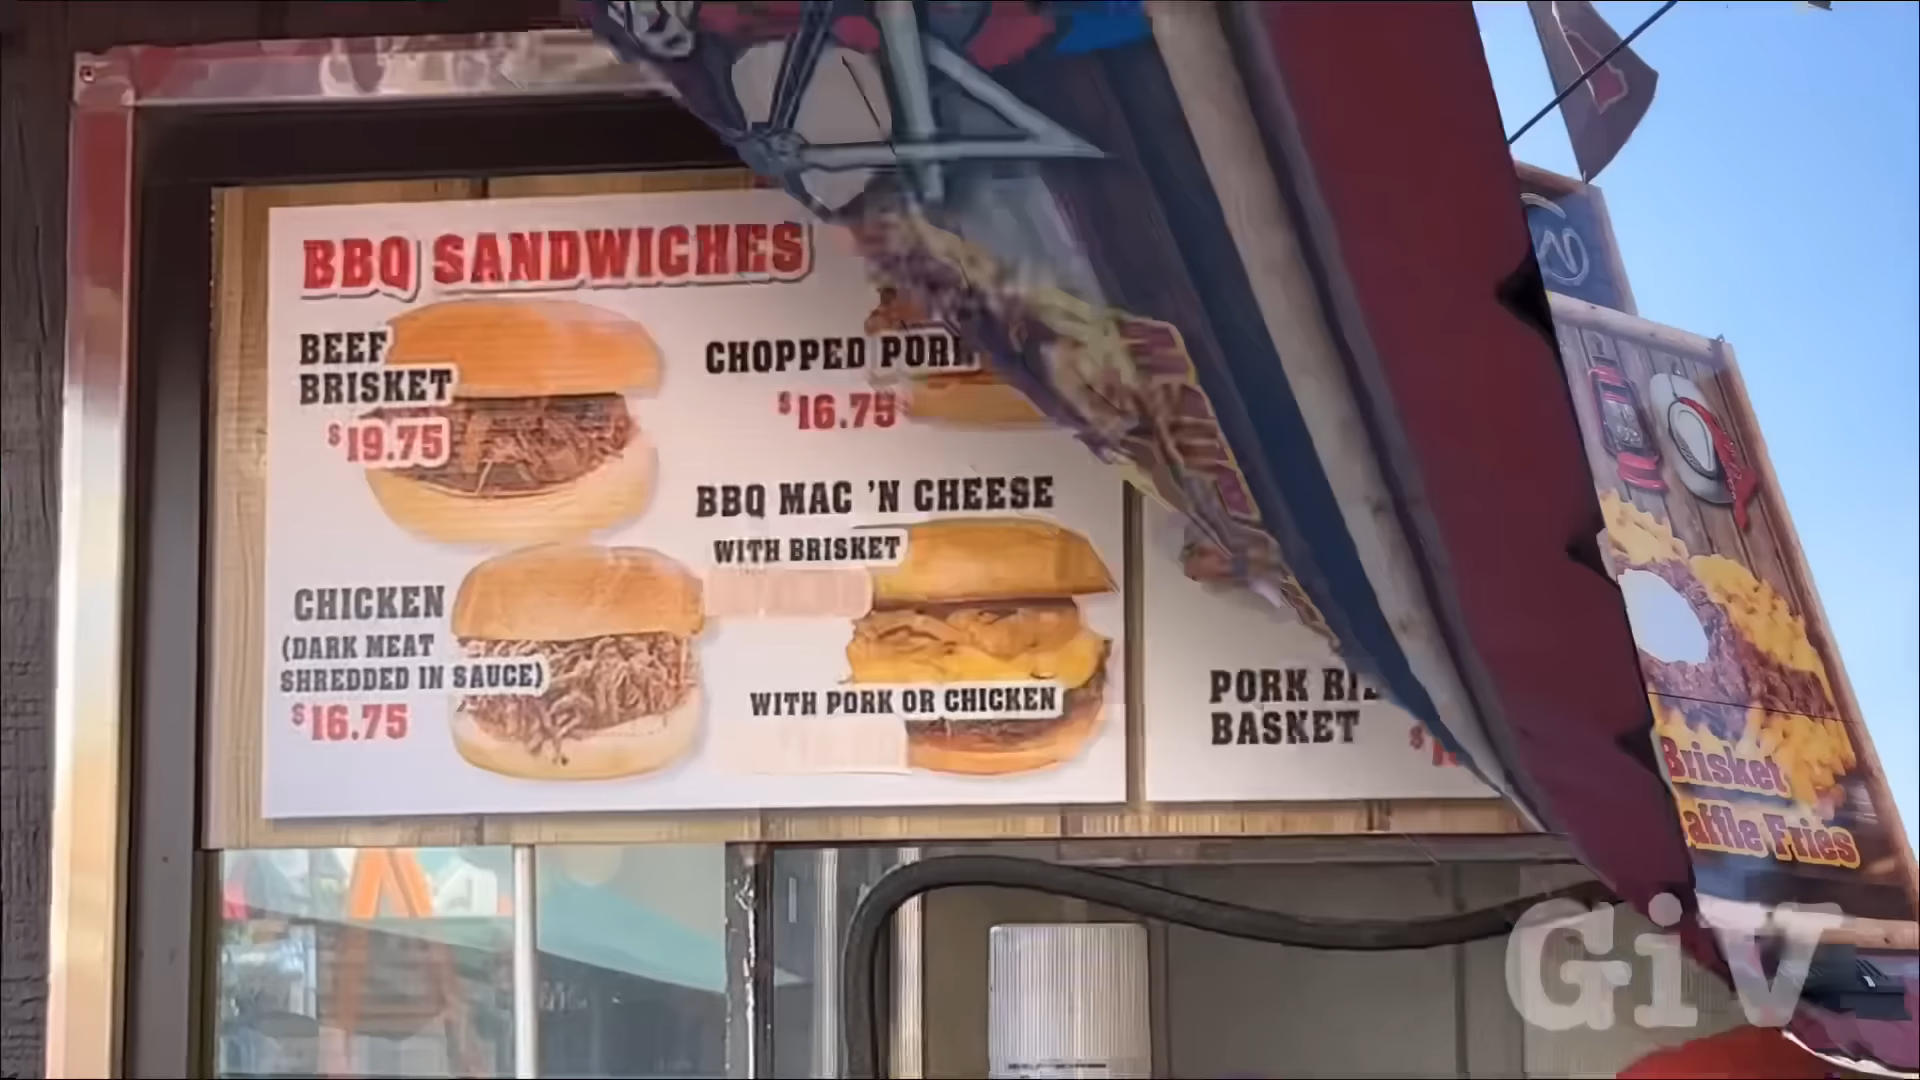 BBQ SANDWICHES
BEEF
BRISKET
$19.75
CHOPPED PORK
$16.75
BBQ MAC 'N CHEESE
WITH BRISKET
CHICKEN
(DARK MEAT
SHREDDED IN SAUCE)
$16.75
WITH PORK OR CHICKEN
PORK RIB
BASKET
Brisket
affle Fries
GiV